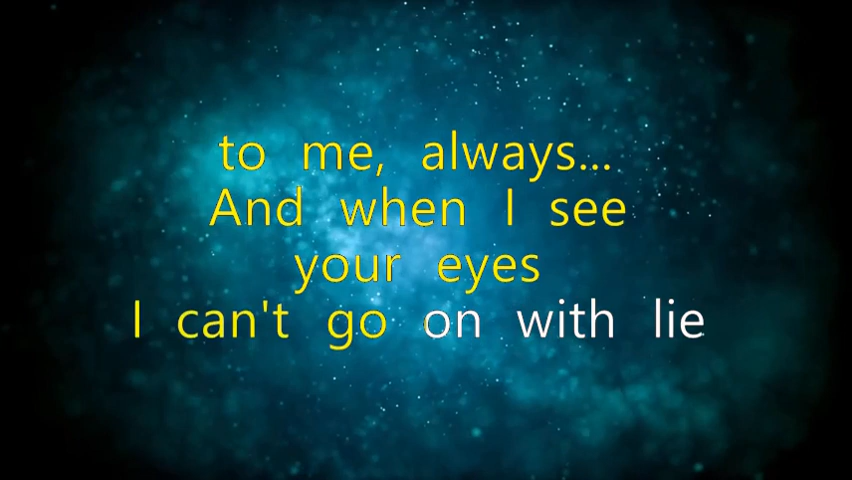 to me, always...
And when I see
your eyes
I can't go on with lie